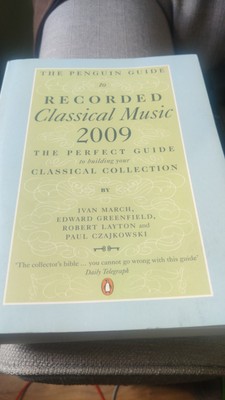 THE PENGUIN GUIDE
to
RECORDED
Classical Music
2009
THE PERFECT GUIDE
to building your
CLASSICAL COLLECTION
BY
IVAN MARCH,
EDWARD GREENFIELD,
ROBERT LAYTON and
PAUL CZAJKOWSKI
'The collector's bible ... you cannot go wrong with this guide'
Daily Telegraph